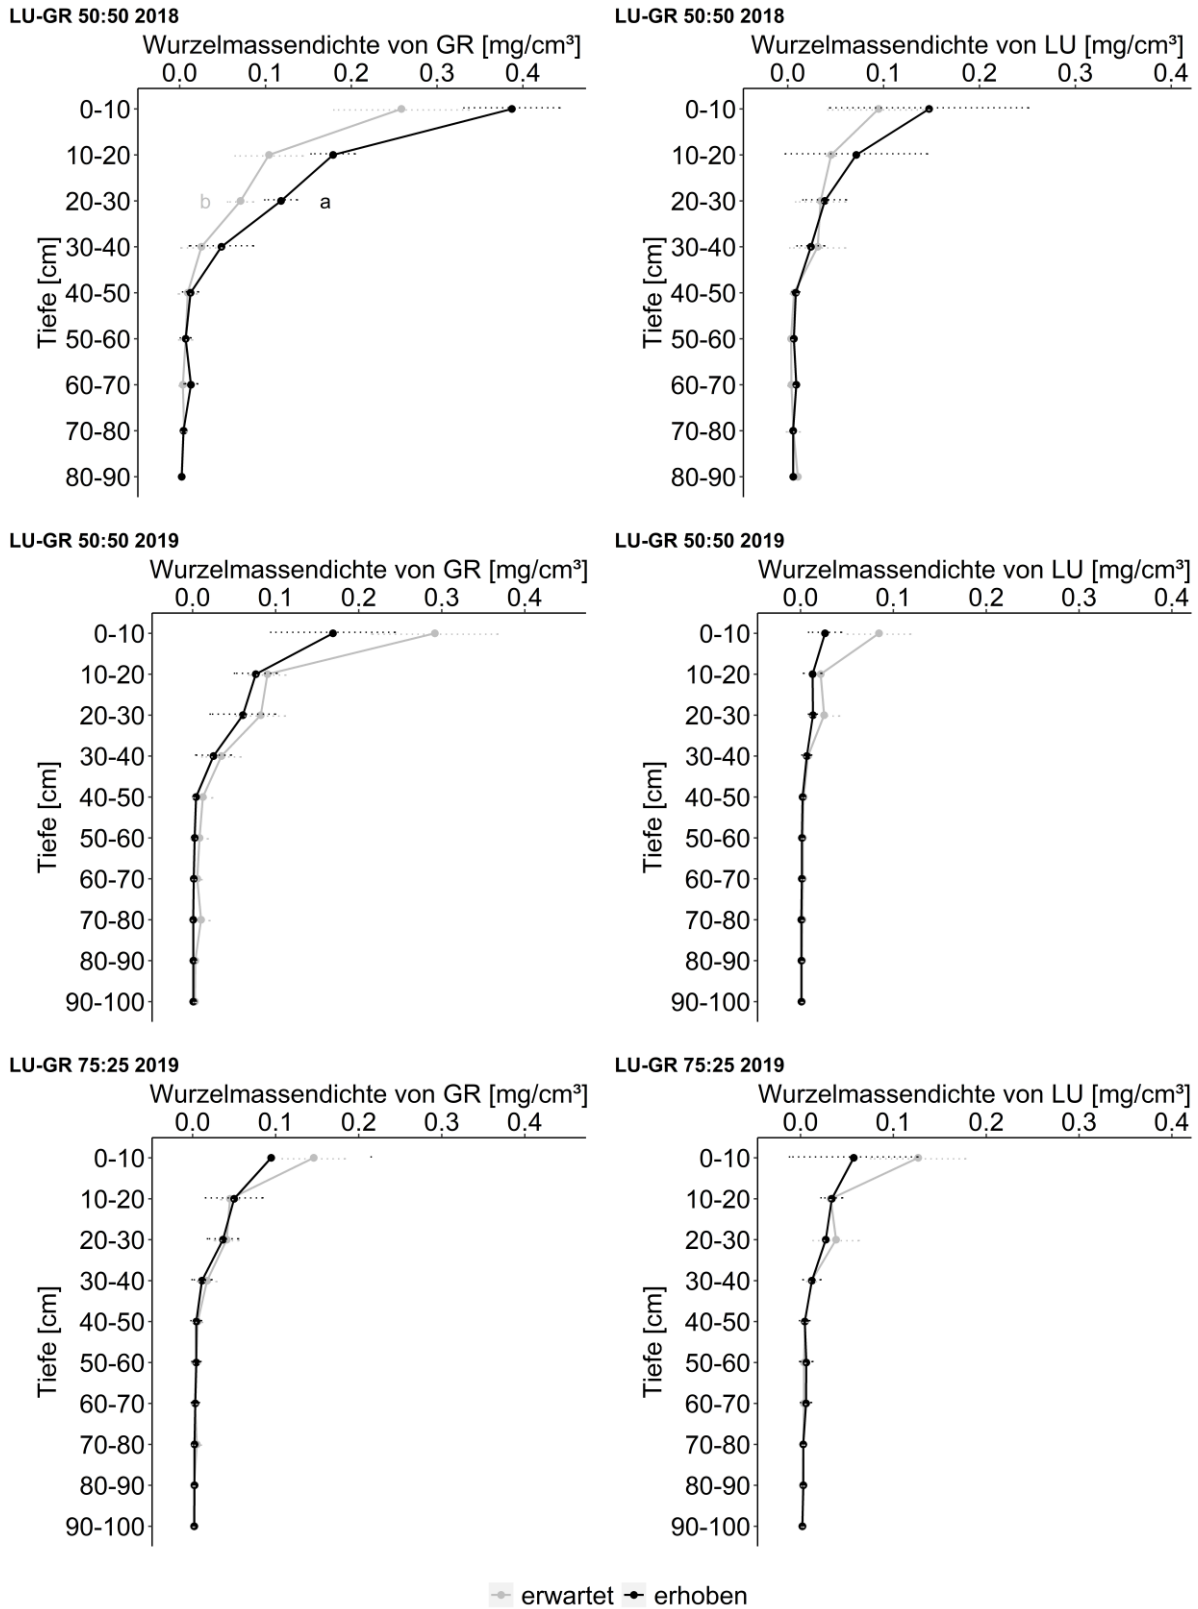 LU-GR 50:50 2018
Wurzelmassendichte von GR [mg/cm³]
0.0 0.1 0.2 0.3 0.4
Tiefe [cm]
0-10
10-20
20-30
30-40
40-50
50-60
60-70
70-80
80-90
b
a
LU-GR 50:50 2018
Wurzelmassendichte von LU [mg/cm³]
0.0 0.1 0.2 0.3 0.4
Tiefe [cm]
0-10
10-20
20-30
30-40
40-50
50-60
60-70
70-80
80-90
LU-GR 50:50 2019
Wurzelmassendichte von GR [mg/cm³]
0.0 0.1 0.2 0.3 0.4
Tiefe [cm]
0-10
10-20
20-30
30-40
40-50
50-60
60-70
70-80
80-90
90-100
LU-GR 50:50 2019
Wurzelmassendichte von LU [mg/cm³]
0.0 0.1 0.2 0.3 0.4
Tiefe [cm]
0-10
10-20
20-30
30-40
40-50
50-60
60-70
70-80
80-90
90-100
LU-GR 75:25 2019
Wurzelmassendichte von GR [mg/cm³]
0.0 0.1 0.2 0.3 0.4
Tiefe [cm]
0-10
10-20
20-30
30-40
40-50
50-60
60-70
70-80
80-90
90-100
LU-GR 75:25 2019
Wurzelmassendichte von LU [mg/cm³]
0.0 0.1 0.2 0.3 0.4
Tiefe [cm]
0-10
10-20
20-30
30-40
40-50
50-60
60-70
70-80
80-90
90-100
erwartet erhoben